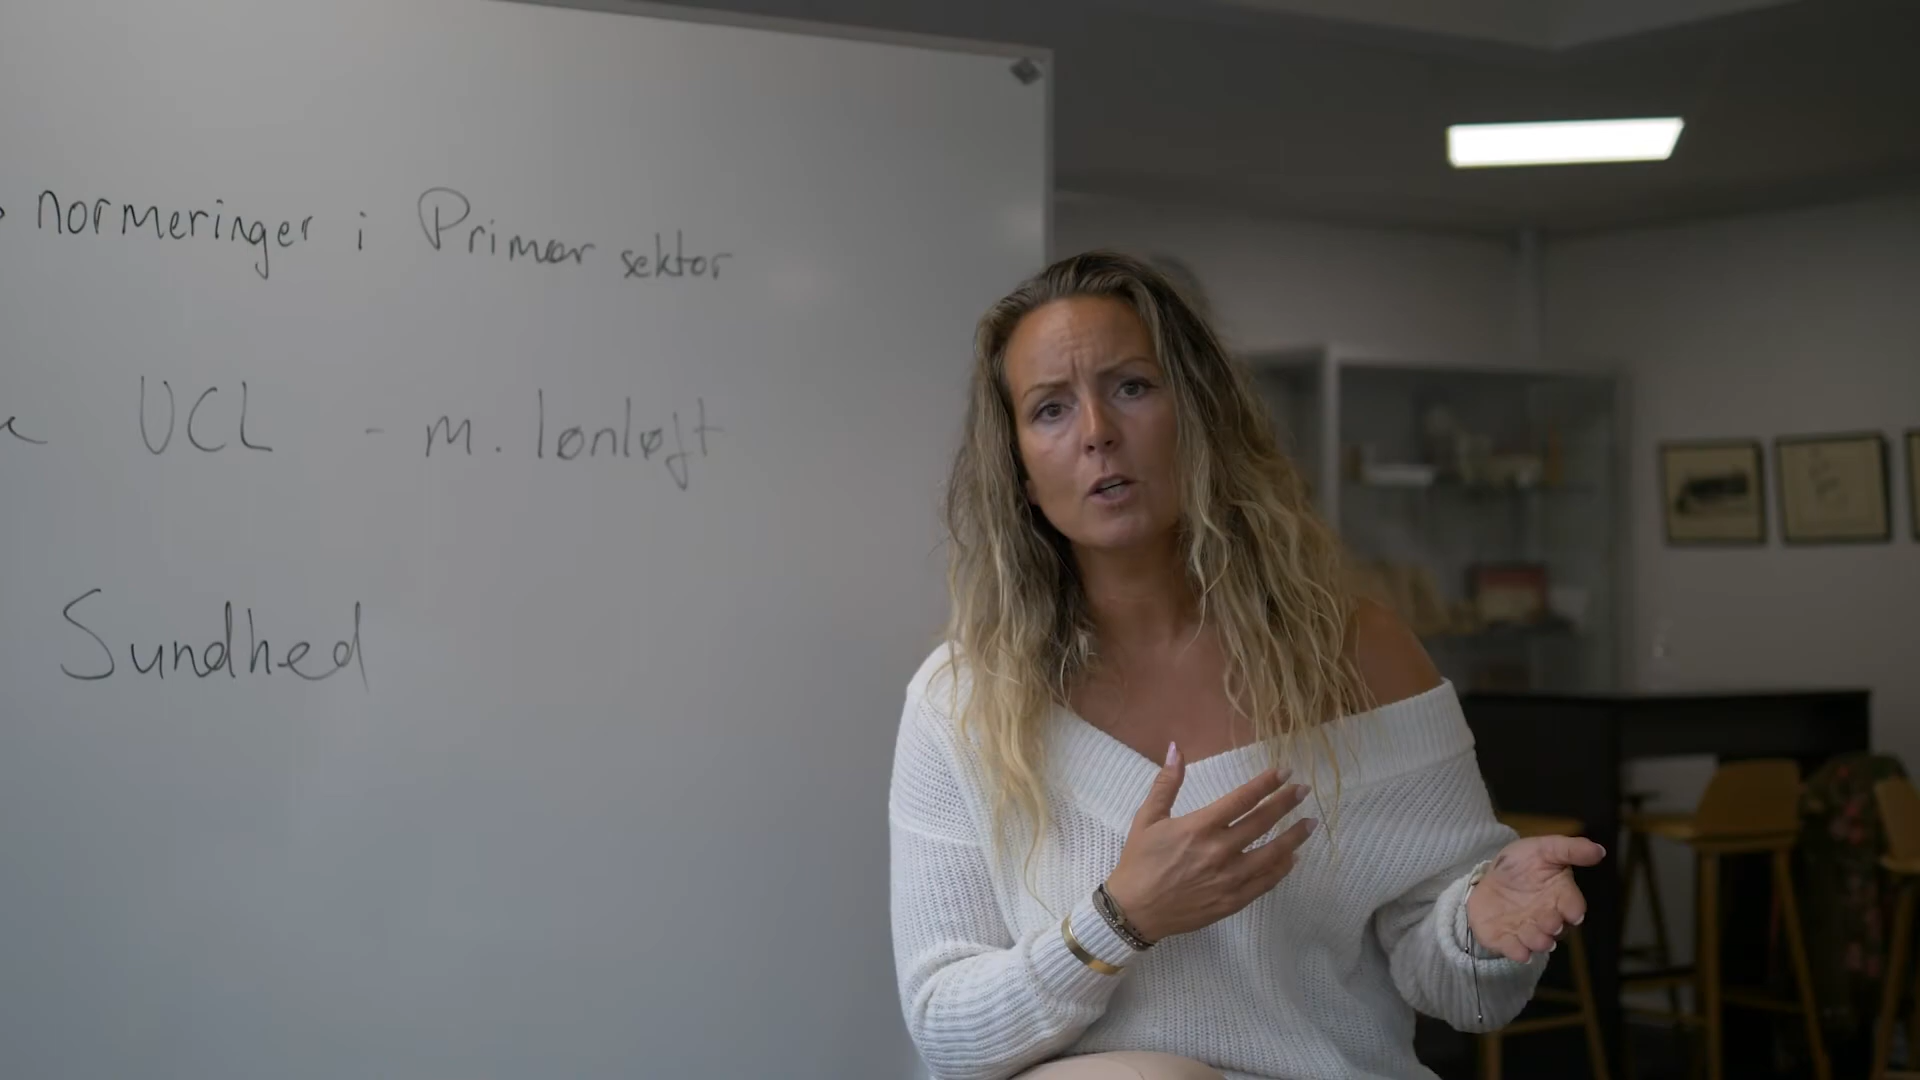 normeringer i Primær sektor
UCL - m. lønløft
Sundhed